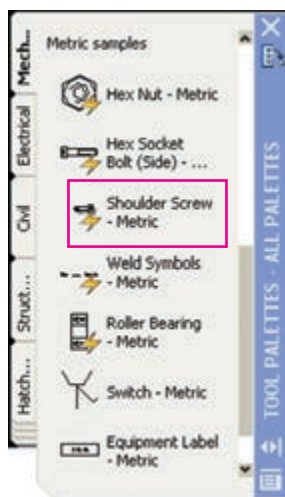 Metric samples
Hex Nut - Metric
Hex Socket
Bolt (Side) - ...
Shoulder Screw
- Metric
Weld Symbols
- Metric
Roller Bearing
- Metric
Switch - Metric
Equipment Label
- Metric
Mech...
Electrical
Civil
Struct...
Hatch...
TOOL PALETTES - ALL PALETTES